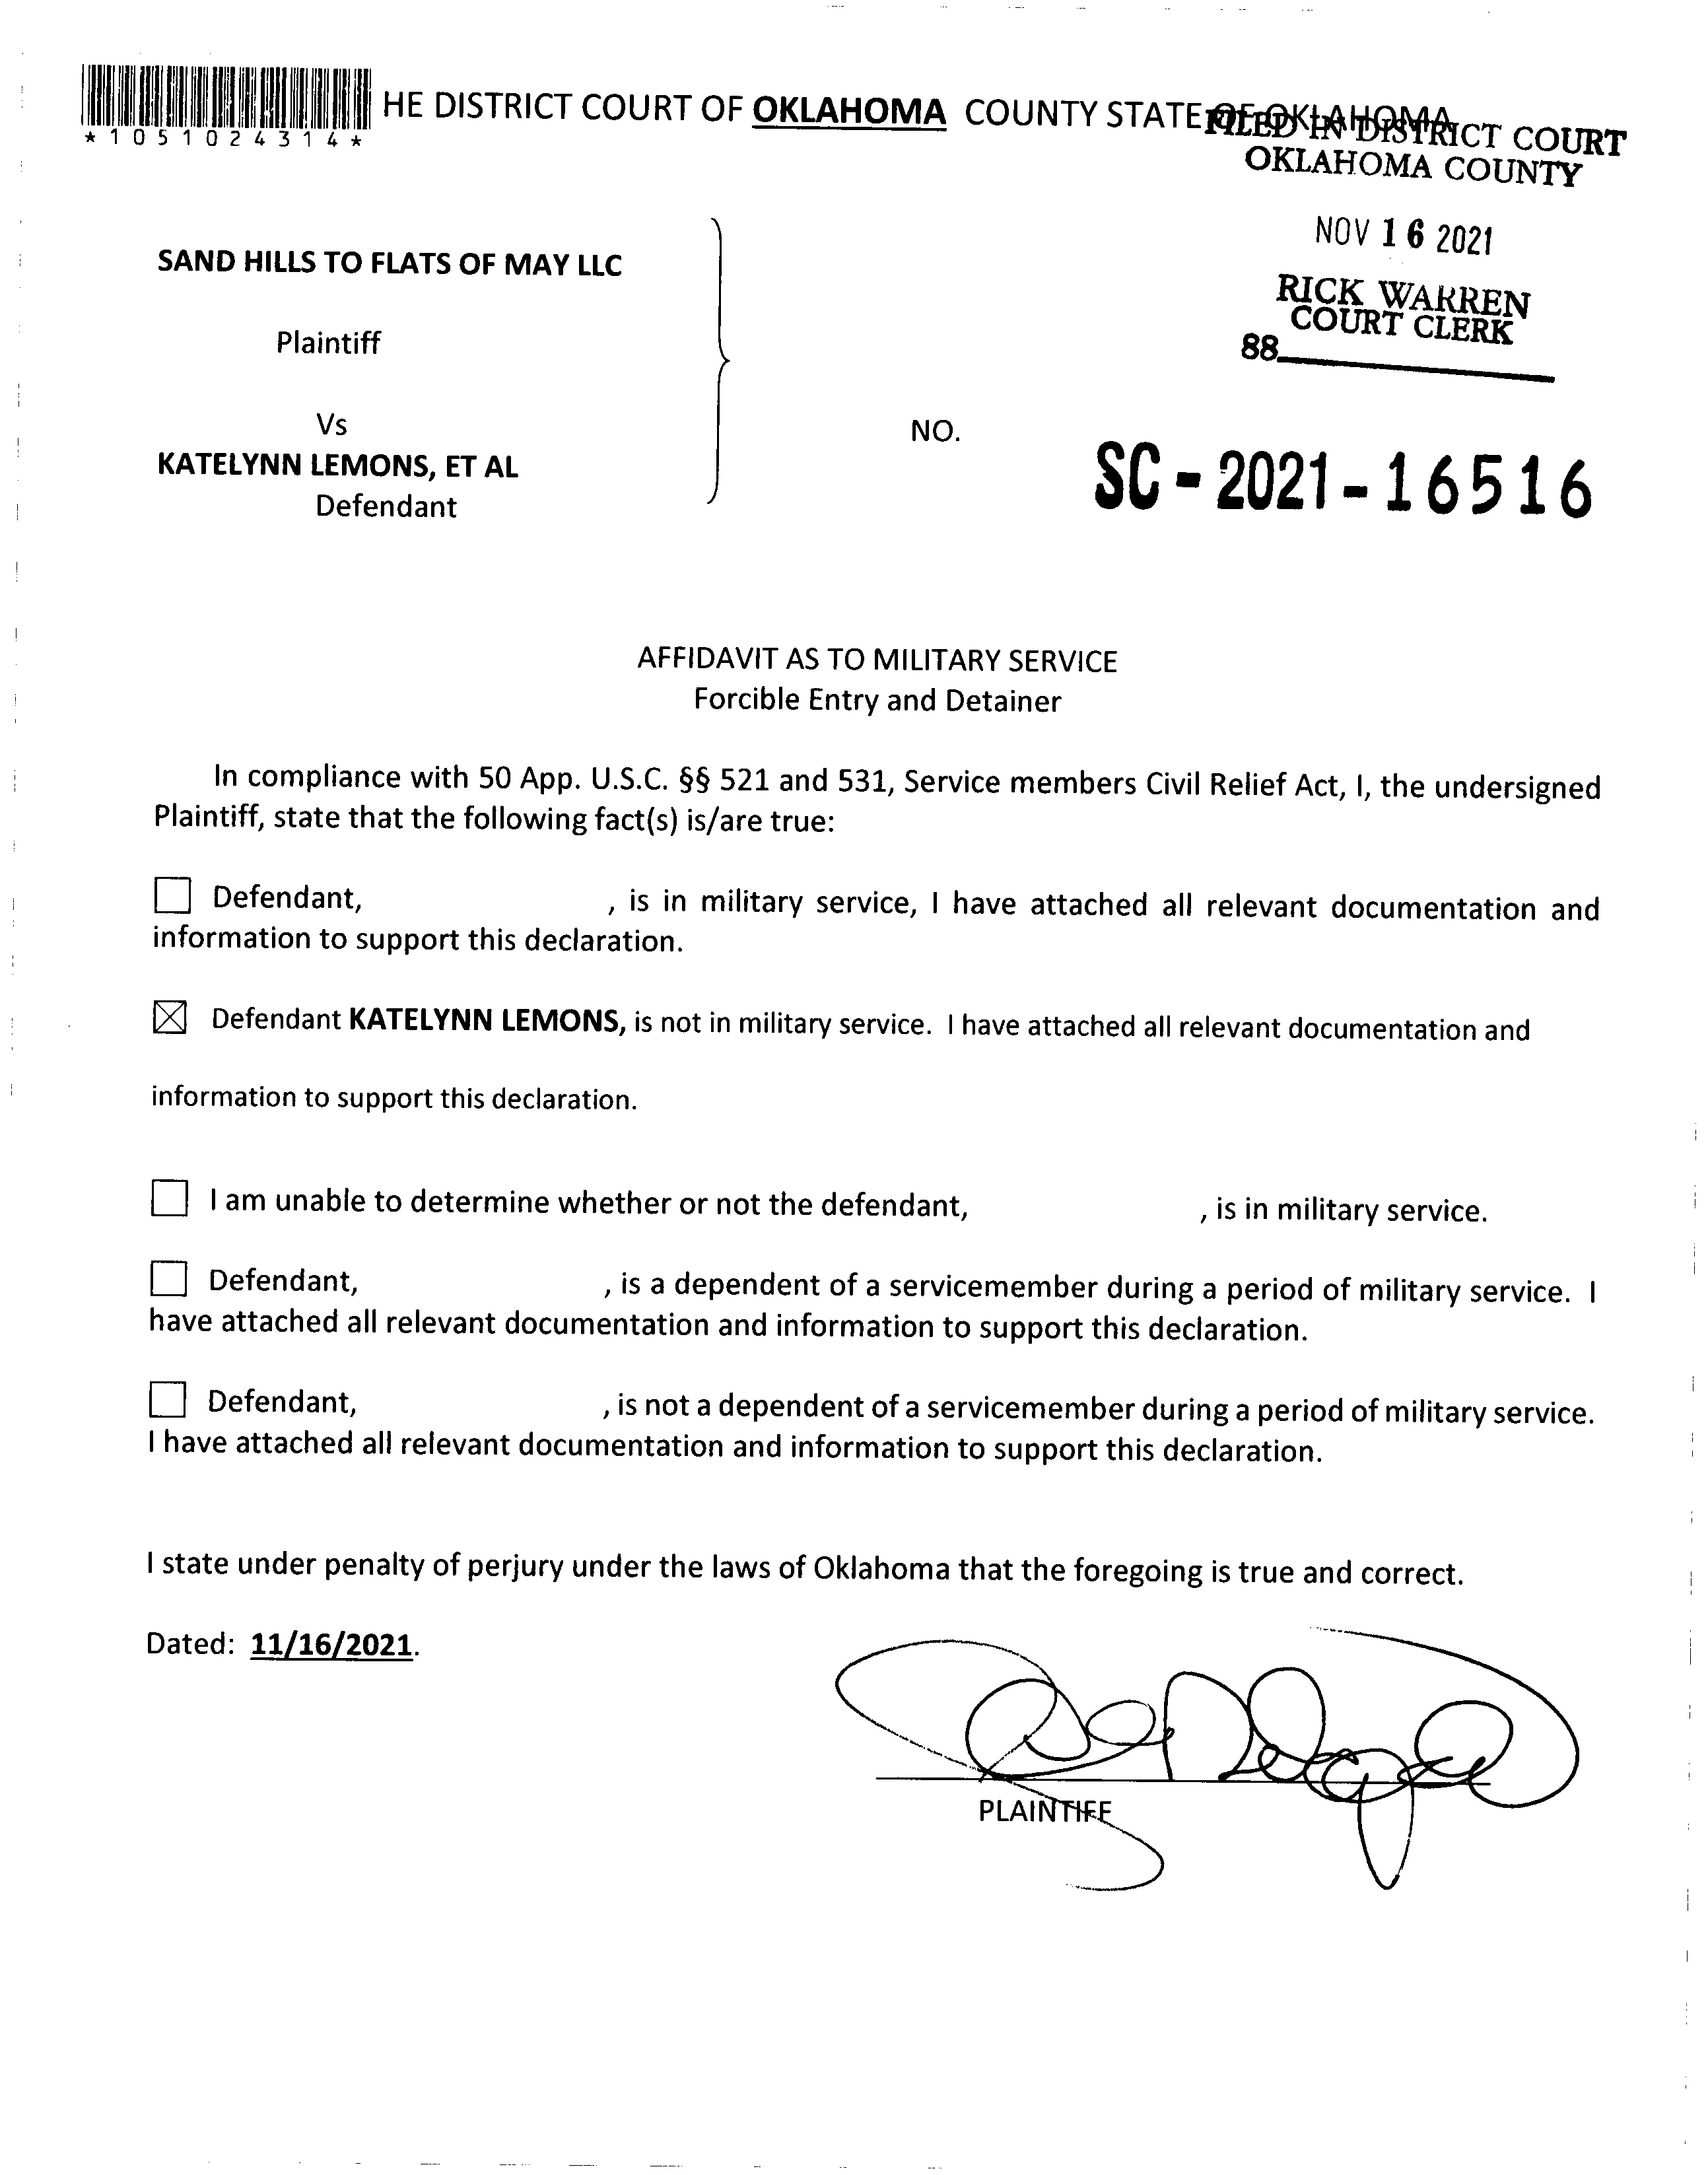 HE DISTRICT COURT OF OKLAHOMA COUNTY STATE OF OKLAHOMA
*1051024314*
FILED IN DISTRICT COURT
OKLAHOMA COUNTY
NOV 16 2021
RICK WARREN
COURT CLERK
88
SAND HILLS TO FLATS OF MAY LLC
Plaintiff
Vs
KATELYNN LEMONS, ET AL
Defendant
NO.
SC-2021-16516
AFFIDAVIT AS TO MILITARY SERVICE
Forcible Entry and Detainer
In compliance with 50 App. U.S.C. §§ 521 and 531, Service members Civil Relief Act, I, the undersigned
Plaintiff, state that the following fact(s) is/are true:
☐ Defendant, , is in military service, I have attached all relevant documentation and
information to support this declaration.
☒ Defendant KATELYNN LEMONS, is not in military service. I have attached all relevant documentation and
information to support this declaration.
☐ I am unable to determine whether or not the defendant, , is in military service.
☐ Defendant, , is a dependent of a servicemember during a period of military service. I
have attached all relevant documentation and information to support this declaration.
☐ Defendant, , is not a dependent of a servicemember during a period of military service.
I have attached all relevant documentation and information to support this declaration.
I state under penalty of perjury under the laws of Oklahoma that the foregoing is true and correct.
Dated: 11/16/2021.
PLAINTIFF